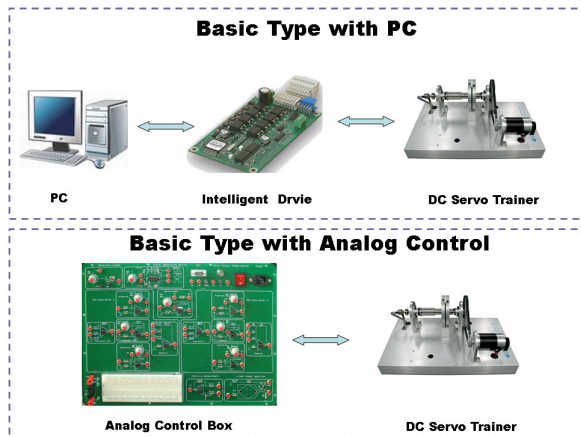 Basic Type with PC
PC
Intelligent Drvie
DC Servo Trainer
Basic Type with Analog Control
Analog Control Box
DC Servo Trainer